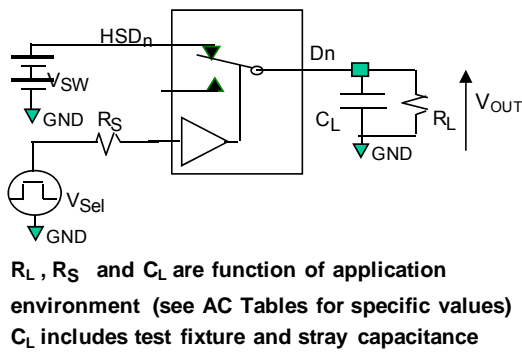 HSDn
Dn
VSW
GND
RS
CL
RL
VOUT
GND
VSel
GND
RL , RS and CL are function of application
environment (see AC Tables for specific values)
CL includes test fixture and stray capacitance